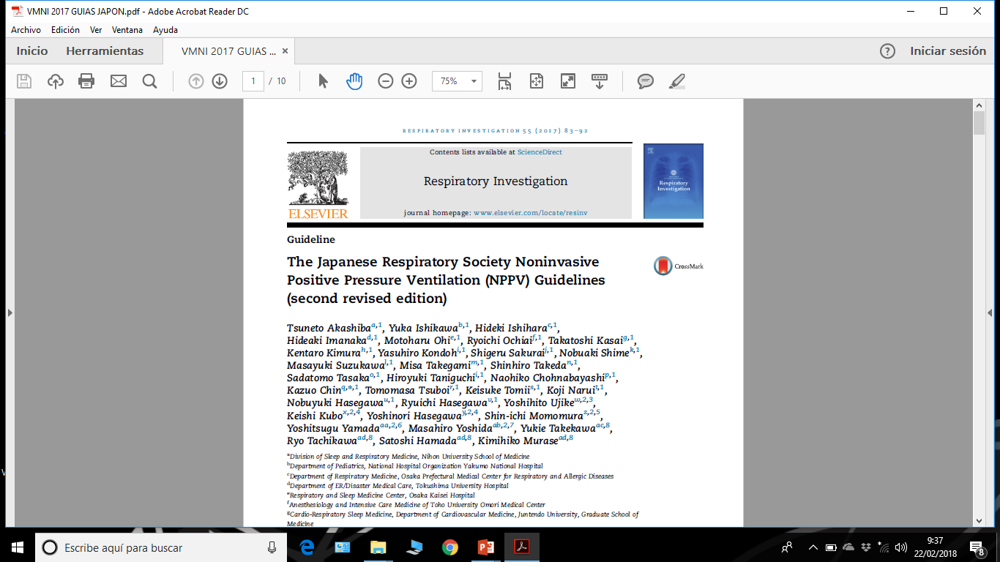 VMNI 2017 GUIAS JAPON.pdf - Adobe Acrobat Reader DC
Archivo Edición Ver Ventana Ayuda
Inicio Herramientas VMNI 2017 GUIAS ... × Iniciar sesión
1 / 10 75%
RESPIRATORY INVESTIGATION 55 (2017) 83–92
Contents lists available at ScienceDirect
Respiratory Investigation
journal homepage: www.elsevier.com/locate/resinv
ELSEVIER
Respiratory
Investigation
Guideline
The Japanese Respiratory Society Noninvasive
Positive Pressure Ventilation (NPPV) Guidelines
(second revised edition)
CrossMark
Tsuneto Akashiba a,1, Yuka Ishikawa b,1, Hideki Ishihara c,1,
Hideaki Imanaka d,1, Motoharu Ohi e,1, Ryoichi Ochiai f,1, Takatoshi Kasai g,1,
Kentaro Kimura h,1, Yasuhiro Kondoh i,1, Shigeru Sakurai j,1, Nobuaki Shime k,1,
Masayuki Suzukawa l,1, Misa Takegami m,1, Shinhiro Takeda n,1,
Sadatomo Tasaka o,1, Hiroyuki Taniguchi i,1, Naohiko Chohnabayashi p,1,
Kazuo Chin q,*,1, Tomomasa Tsuboi r,1, Keisuke Tomii s,1, Koji Narui t,1,
Nobuyuki Hasegawa u,1, Ryuichi Hasegawa v,1, Yoshihito Ujike w,2,3,
Keishi Kubo x,2,4, Yoshinori Hasegawa y,2,4, Shin-ichi Momomura z,2,5,
Yoshitsugu Yamada aa,2,6, Masahiro Yoshida ab,2,7, Yukie Takekawa ac,8,
Ryo Tachikawa ad,8, Satoshi Hamada ad,8, Kimihiko Murase ad,8
a Division of Sleep and Respiratory Medicine, Nihon University School of Medicine
b Department of Pediatrics, National Hospital Organization Yakumo National Hospital
c Department of Respiratory Medicine, Osaka Prefectural Medical Center for Respiratory and Allergic Diseases
d Department of ER/Disaster Medical Care, Tokushima University Hospital
e Respiratory and Sleep Medicine Center, Osaka Kaisei Hospital
f Anesthesiology and Intensive Care Medicine of Toho University Omori Medical Center
g Cardio-Respiratory Sleep Medicine, Department of Cardiovascular Medicine, Juntendo University, Graduate School of
Medicine
Escribe aquí para buscar
9:37
22/02/2018
8